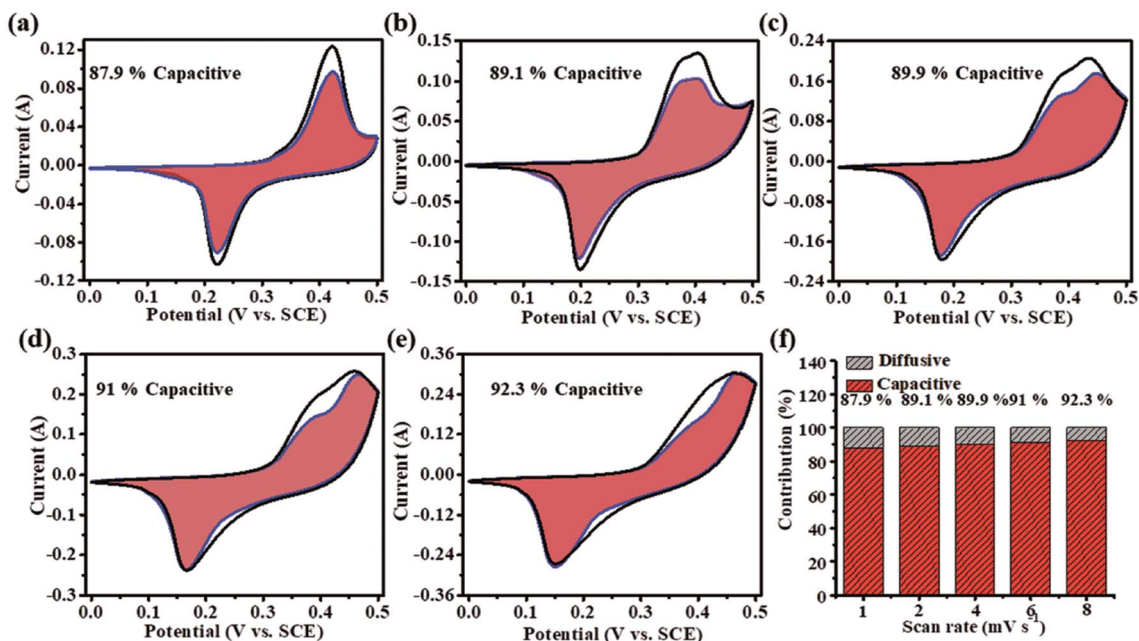 (a)
0.12
0.08
0.04
0.00
-0.04
-0.08
-0.12
Current (A)
87.9 % Capacitive
0.0 0.1 0.2 0.3 0.4 0.5
Potential (V vs. SCE)
(b)
0.15
0.10
0.05
0.00
-0.05
-0.10
-0.15
Current (A)
89.1 % Capacitive
0.0 0.1 0.2 0.3 0.4 0.5
Potential (V vs. SCE)
(c)
0.24
0.16
0.08
0.00
-0.08
-0.16
-0.24
Current (A)
89.9 % Capacitive
0.0 0.1 0.2 0.3 0.4 0.5
Potential (V vs. SCE)
(d)
0.3
0.2
0.1
0.0
-0.1
-0.2
-0.3
Current (A)
91 % Capacitive
0.0 0.1 0.2 0.3 0.4 0.5
Potential (V vs. SCE)
(e)
0.36
0.24
0.12
0.00
-0.12
-0.24
-0.36
Current (A)
92.3 % Capacitive
0.0 0.1 0.2 0.3 0.4 0.5
Potential (V vs. SCE)
(f)
140
120
100
80
60
40
20
0
Contribution (%)
Diffusive
Capacitive
87.9 % 89.1 % 89.9 % 91 % 92.3 %
1 2 4 6 8
Scan rate (mV s⁻¹)